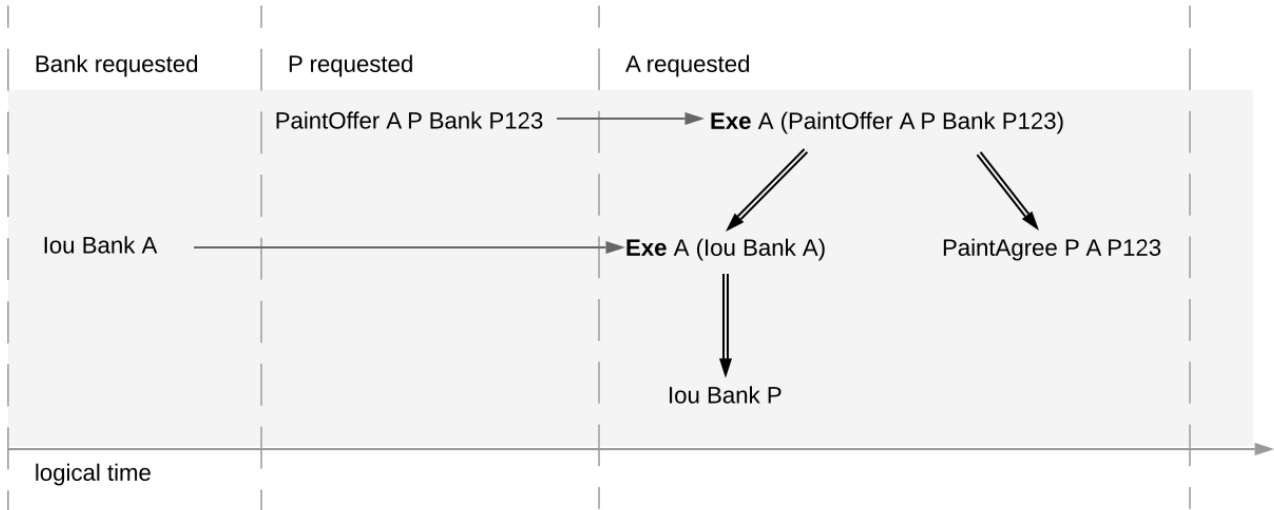 Bank requested
P requested
A requested
PaintOffer A P Bank P123
Exe A (PaintOffer A P Bank P123)
Iou Bank A
Exe A (Iou Bank A)
PaintAgree P A P123
Iou Bank P
logical time